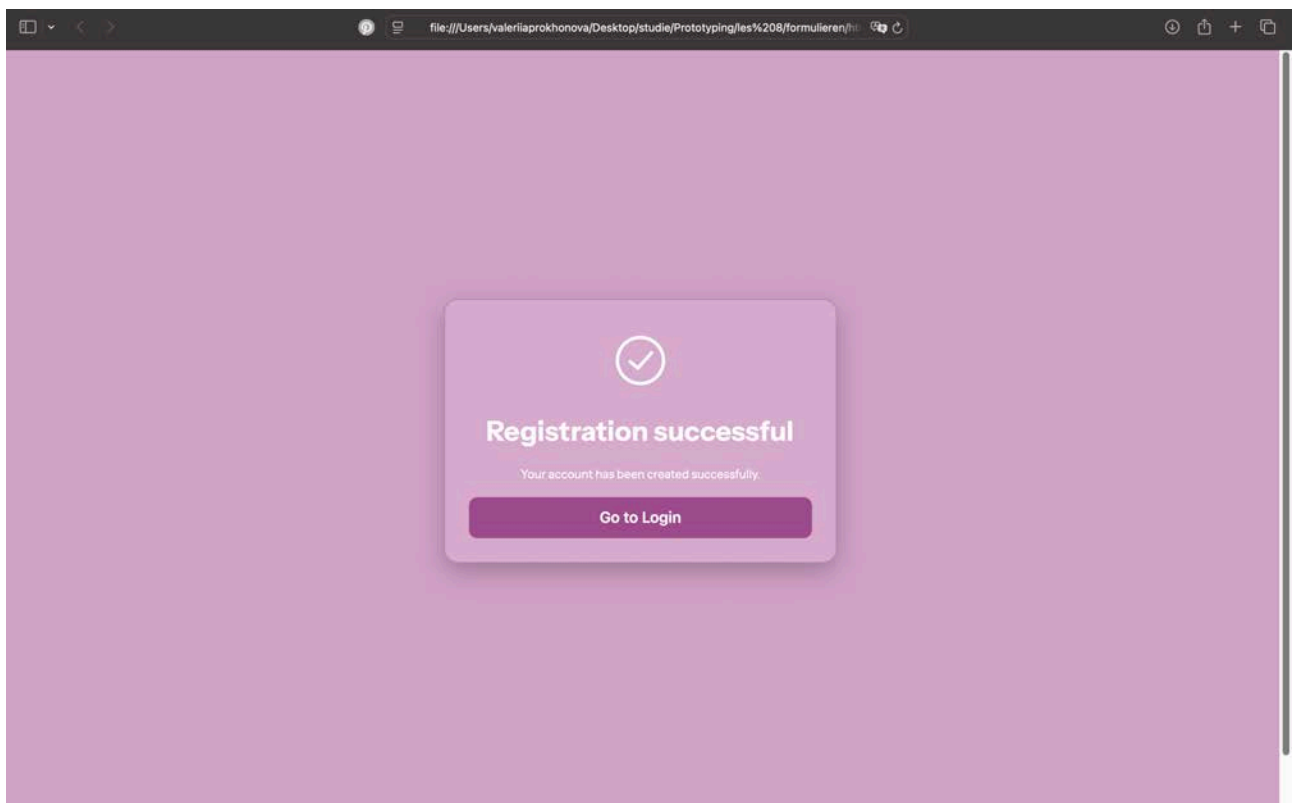 file:///Users/valeriiaprokhonova/Desktop/studie/Prototyping/les%208/formulieren/ht
Registration successful
Your account has been created successfully.
Go to Login